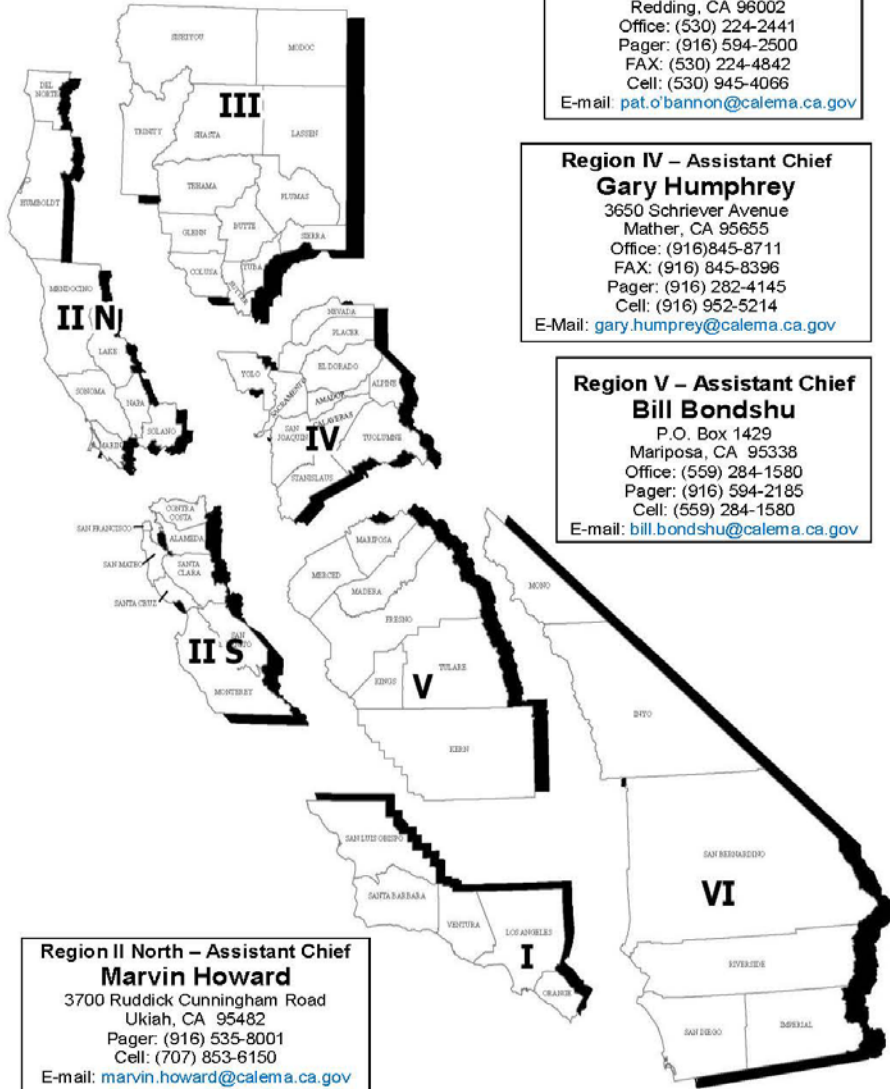 Redding, CA 96002
Office: (530) 224-2441
Pager: (916) 594-2500
FAX: (530) 224-4842
Cell: (530) 945-4066
E-mail: pat.o'bannon@calema.ca.gov
Region IV – Assistant Chief
Gary Humphrey
3650 Schriever Avenue
Mather, CA 95655
Office: (916)845-8711
FAX: (916) 845-8396
Pager: (916) 282-4145
Cell: (916) 952-5214
E-Mail: gary.humprey@calema.ca.gov
Region V – Assistant Chief
Bill Bondshu
P.O. Box 1429
Mariposa, CA 95338
Office: (559) 284-1580
Pager: (916) 594-2185
Cell: (559) 284-1580
E-mail: bill.bondshu@calema.ca.gov
SISKIYOU
MODOC
III
TRINITY
SHASTA
LASSEN
TEHAMA
PLUMAS
GLENN
BUTTE
SIERRA
COLUSA
YUBA
SUTTER
DEL
NORTE
HUMBOLDT
MENDOCINO
II N
LAKE
SONOMA
NAPA
SOLANO
MARIN
NEVADA
PLACER
YOLO
EL DORADO
SACRAMENTO
AMADOR
ALPINE
CALAVERAS
SAN
JOAQUIN
IV
TUOLUMNE
STANISLAUS
CONTRA
COSTA
SAN FRANCISCO
ALAMEDA
SAN MATEO
SANTA
CLARA
SANTA CRUZ
SAN
II S
MONTEREY
MARIPOSA
MERCED
MADERA
FRESNO
KINGS
TULARE
V
KERN
MONO
INYO
SAN BERNARDINO
VI
RIVERSIDE
SAN DIEGO
IMPERIAL
SAN LUIS OBISPO
SANTA BARBARA
VENTURA
LOS ANGELES
I
ORANGE
Region II North – Assistant Chief
Marvin Howard
3700 Ruddick Cunningham Road
Ukiah, CA 95482
Pager: (916) 535-8001
Cell: (707) 853-6150
E-mail: marvin.howard@calema.ca.gov